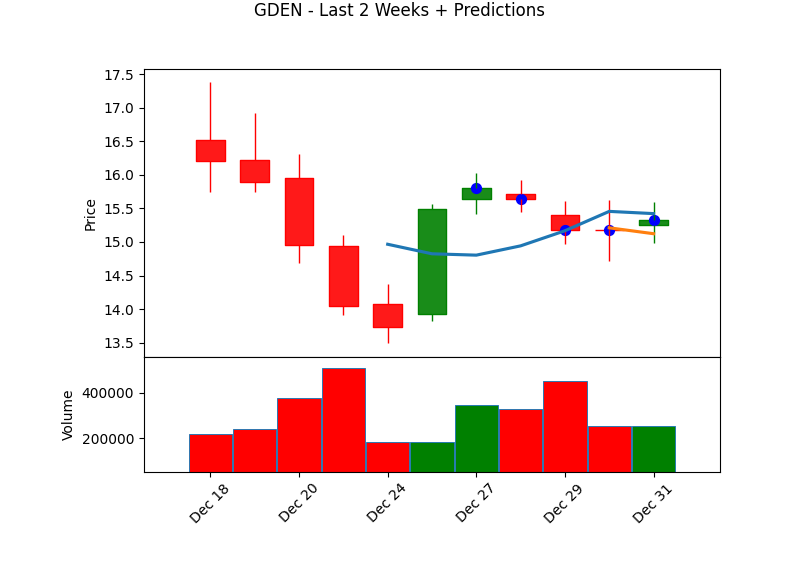 GDEN - Last 2 Weeks + Predictions
17.5
17.0
16.5
16.0
15.5
15.0
14.5
14.0
13.5
Price
400000
200000
Volume
Dec 18
Dec 20
Dec 24
Dec 27
Dec 29
Dec 31